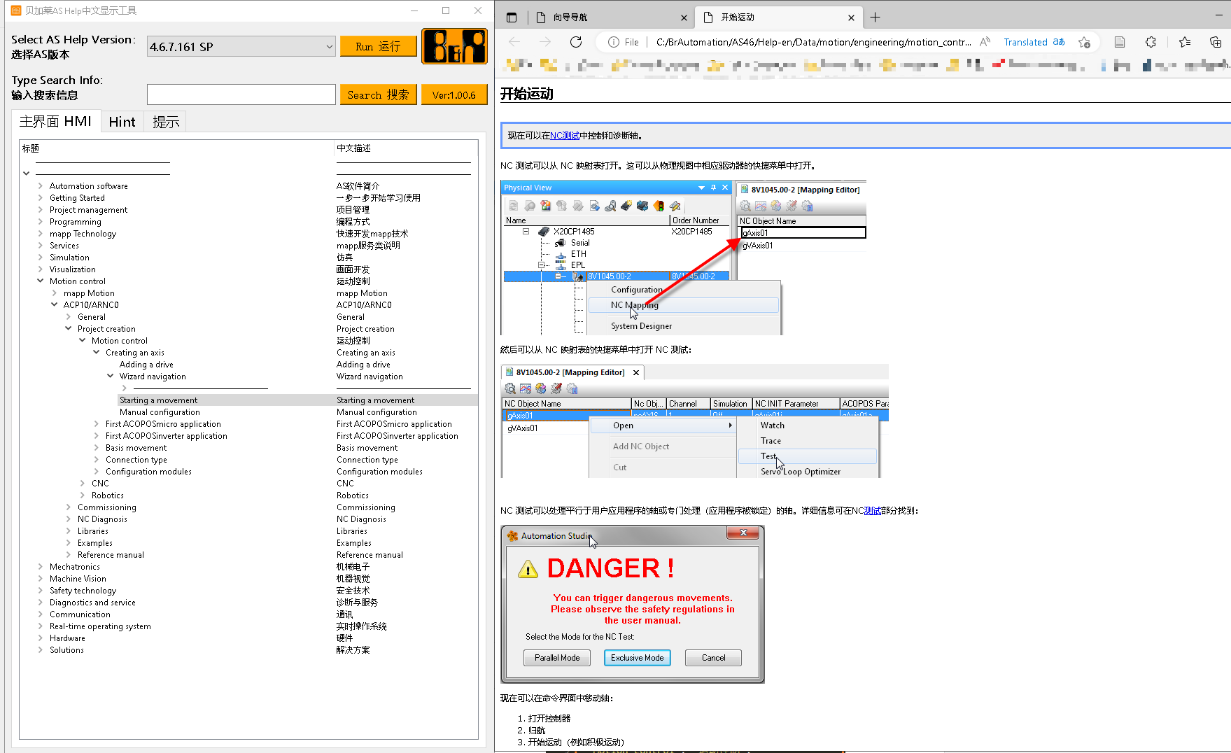 贝加莱AS Help中文显示工具
Select AS Help Version:
选择AS版本
4.6.7.161 SP
Run 运行
B&R
Type Search Info:
输入搜索信息
Search 搜索
Ver:1.00.6
主界面 HMI
Hint
提示
标题 中文描述
Automation software AS软件简介
Getting Started 一步一步开始学习使用
Project management 项目管理
Programming 编程方式
mapp Technology 快速开发mapp技术
Services mapp服务类说明
Simulation 仿真
Visualization 画面开发
Motion control 运动控制
mapp Motion mapp Motion
ACP10/ARNC0 ACP10/ARNC0
General General
Project creation Project creation
Motion control 运动控制
Creating an axis Creating an axis
Adding a drive Adding a drive
Wizard navigation Wizard navigation
Starting a movement Starting a movement
Manual configuration Manual configuration
First ACOPOSmicro application First ACOPOSmicro application
First ACOPOSinverter application First ACOPOSinverter application
Basis movement Basis movement
Connection type Connection type
Configuration modules Configuration modules
CNC CNC
Robotics Robotics
Commissioning Commissioning
NC Diagnosis NC Diagnosis
Libraries Libraries
Examples Examples
Reference manual Reference manual
Mechatronics 机械电子
Machine Vision 机器视觉
Safety technology 安全技术
Diagnostics and service 诊断与服务
Communication 通讯
Real-time operating system 实时操作系统
Hardware 硬件
Solutions 解决方案
向导导航
开始运动
File
C:/BrAutomation/AS46/Help-en/Data/motion/engineering/motion_contr...
Translated
开始运动
现在可以在NC测试中控制和诊断轴。
NC 测试可以从 NC 映射表打开。这可以从物理视图中相应驱动器的快捷菜单中打开。
Physical View
Name Order Number
X20CP1485 X20CP1485
Serial
ETH
EPL
8V1045.00-2 8V1045.00-2
Configuration
NC Mapping
System Designer
8V1045.00-2 [Mapping Editor]
NC Object Name
gAxis01
gVAxis01
然后可以从 NC 映射表的快捷菜单中打开 NC 测试：
8V1045.00-2 [Mapping Editor]
NC Object Name Nc Obj... Channel Simulation NC INIT Parameter ACOPOS Para
gAxis01
gVAxis01
Open
Add NC Object
Cut
Watch
Trace
Test
Servo Loop Optimizer
NC 测试可以处理平行于用户应用程序的轴或专门处理（应用程序被锁定）的轴。详细信息可在NC测试部分找到：
Automation Studio
DANGER !
You can trigger dangerous movements.
Please observe the safety regulations in
the user manual.
Select the Mode for the NC Test:
Parallel Mode
Exclusive Mode
Cancel
现在可以在命令界面中移动轴：
1. 打开控制器
2. 归航
3. 开始运动（例如积极运动）